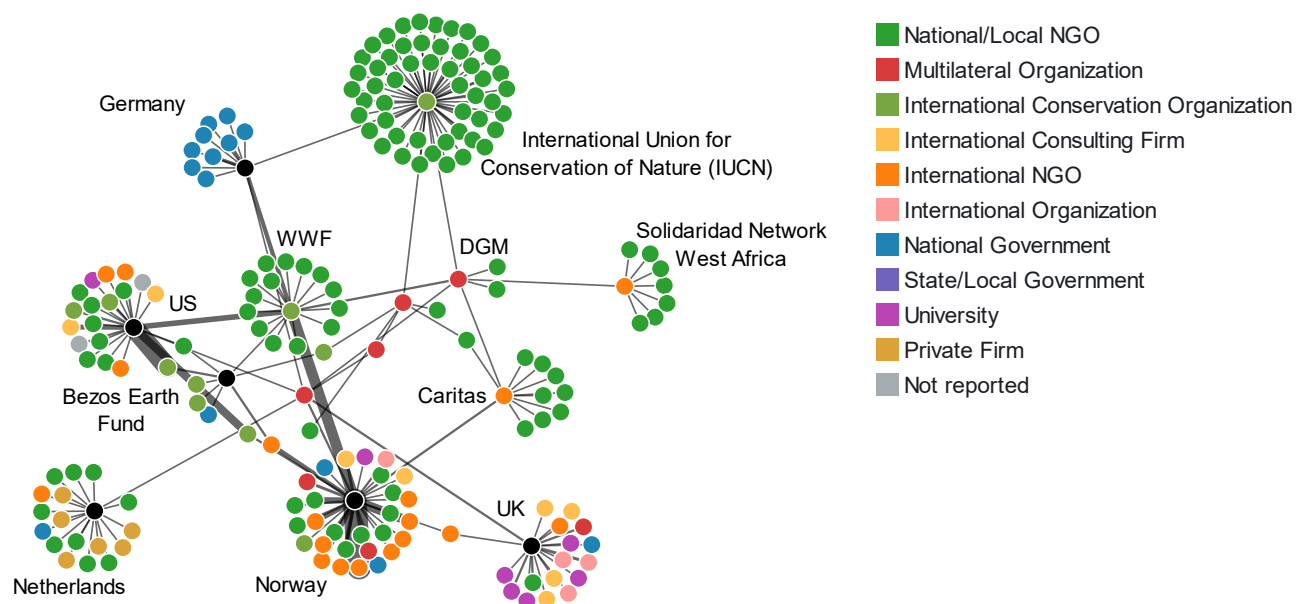 Germany
International Union for
Conservation of Nature (IUCN)
WWF
DGM
Solidaridad Network
West Africa
US
Bezos Earth
Fund
Caritas
Netherlands
Norway
UK
National/Local NGO
Multilateral Organization
International Conservation Organization
International Consulting Firm
International NGO
International Organization
National Government
State/Local Government
University
Private Firm
Not reported